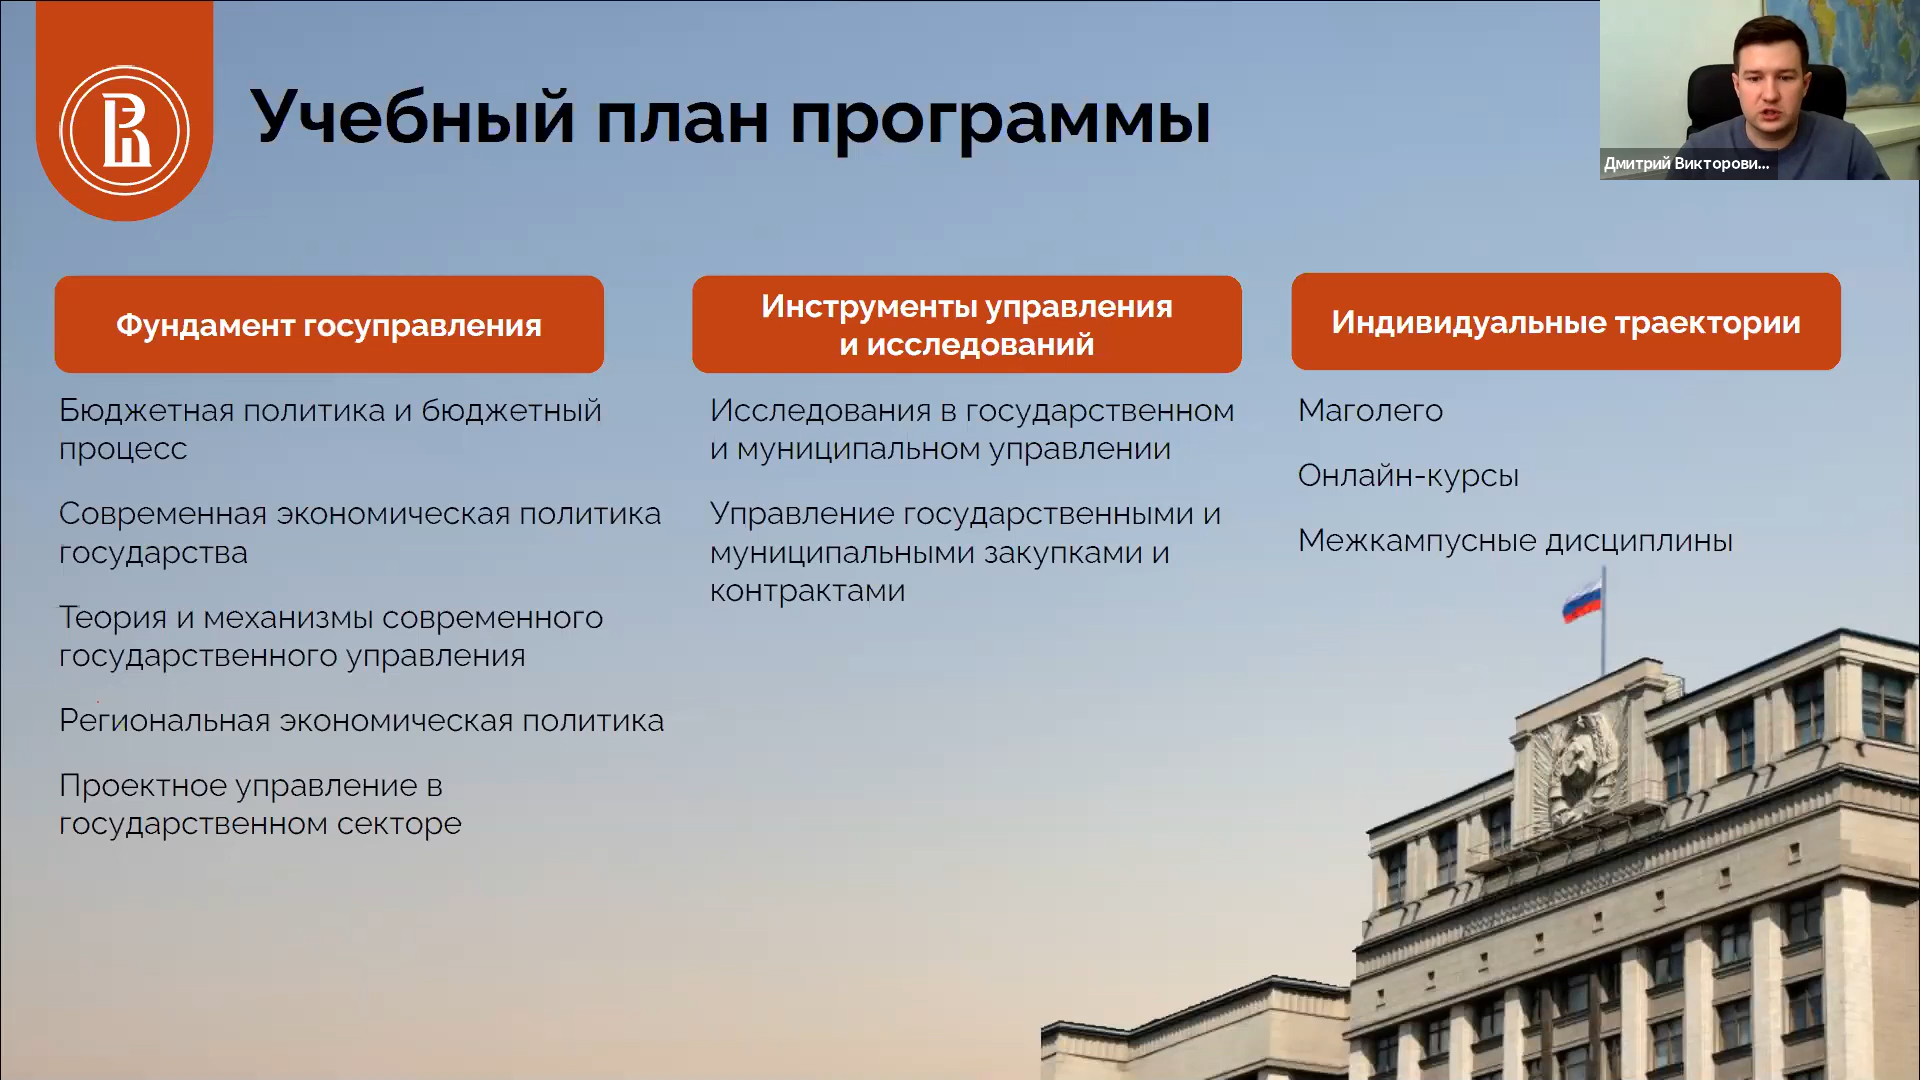 Учебный план программы
Дмитрий Викторови...
Фундамент госуправления
Бюджетная политика и бюджетный
процесс
Современная экономическая политика
государства
Теория и механизмы современного
государственного управления
Региональная экономическая политика
Проектное управление в
государственном секторе
Инструменты управления
и исследований
Исследования в государственном
и муниципальном управлении
Управление государственными и
муниципальными закупками и
контрактами
Индивидуальные траектории
Маголего
Онлайн-курсы
Межкампусные дисциплины